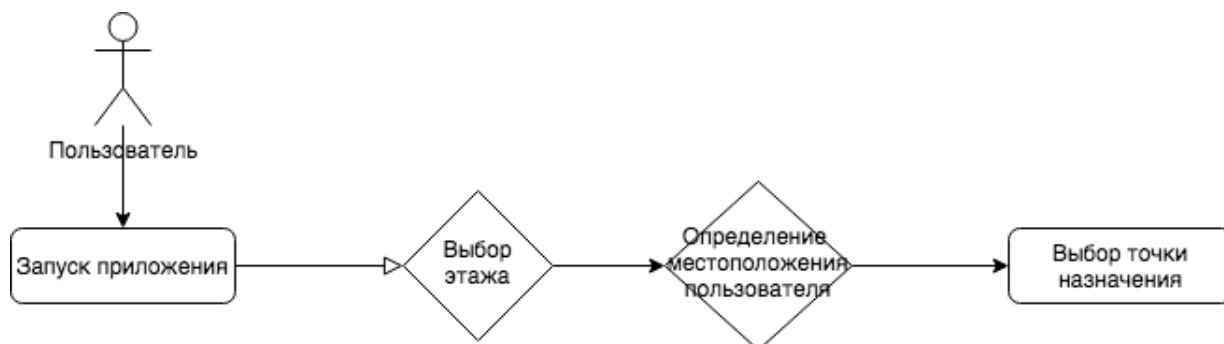 Пользователь
Запуск приложения
Выбор
этажа
Определение
местоположения
пользователя
Выбор точки
назначения